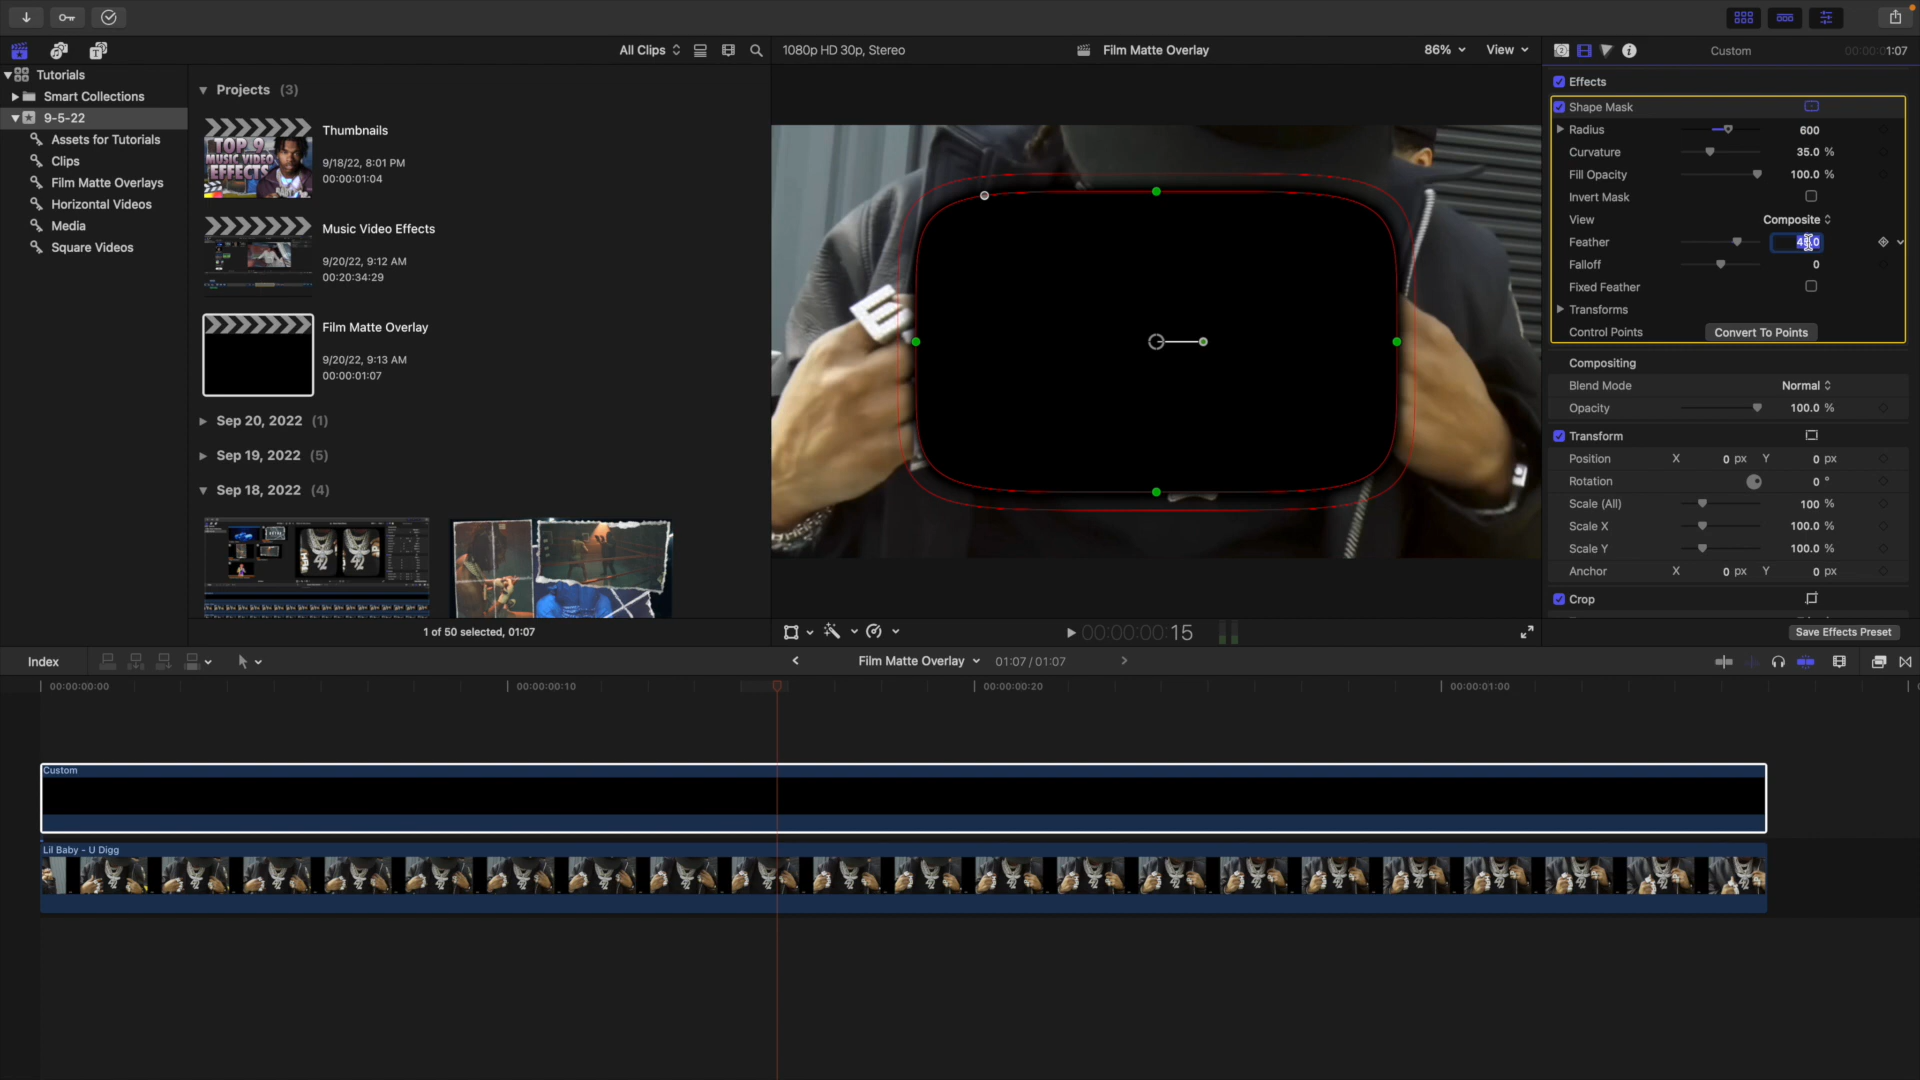 All Clips
1080p HD 30p, Stereo
Film Matte Overlay
86%
View
Custom
1:07
Tutorials
Smart Collections
9-5-22
Assets for Tutorials
Clips
Film Matte Overlays
Horizontal Videos
Media
Square Videos
Projects (3)
TOP 9
MUSIC VIDEO
EFFECTS
Thumbnails
9/18/22, 8:01 PM
00:00:01:04
Music Video Effects
9/20/22, 9:12 AM
00:20:34:29
Film Matte Overlay
9/20/22, 9:13 AM
00:00:01:07
Sep 20, 2022 (1)
Sep 19, 2022 (5)
Sep 18, 2022 (4)
1 of 50 selected, 01:07
00:00:00:15
Effects
Shape Mask
Radius 600
Curvature 35.0 %
Fill Opacity 100.0 %
Invert Mask
View Composite
Feather
Falloff 0
Fixed Feather
Transforms
Control Points Convert To Points
Compositing
Blend Mode Normal
Opacity 100.0 %
Transform
Position X 0 px Y 0 px
Rotation 0 °
Scale (All) 100 %
Scale X 100.0 %
Scale Y 100.0 %
Anchor X 0 px Y 0 px
Crop
Save Effects Preset
Index
Film Matte Overlay
01:07 / 01:07
00:00:00:00
00:00:00:10
00:00:00:20
00:00:01:00
Custom
Lil Baby - U Digg